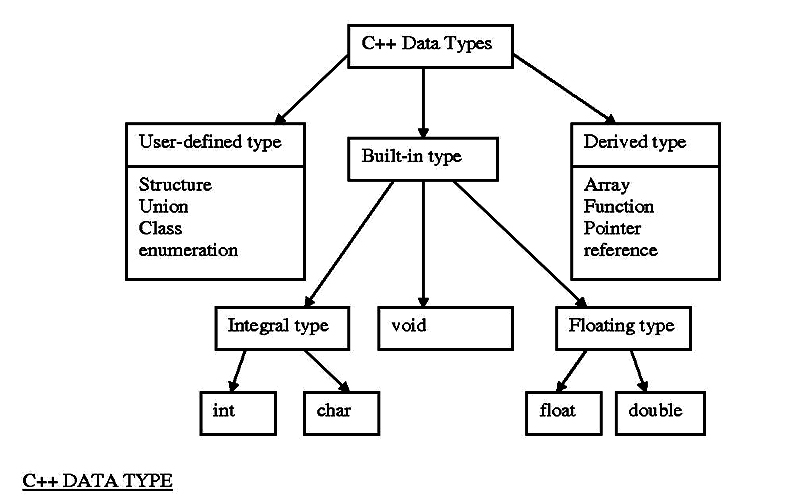 C++ Data Types
User-defined type
Structure
Union
Class
enumeration
Built-in type
Derived type
Array
Function
Pointer
reference
Integral type
void
Floating type
int
char
float
double
C++ DATA TYPE